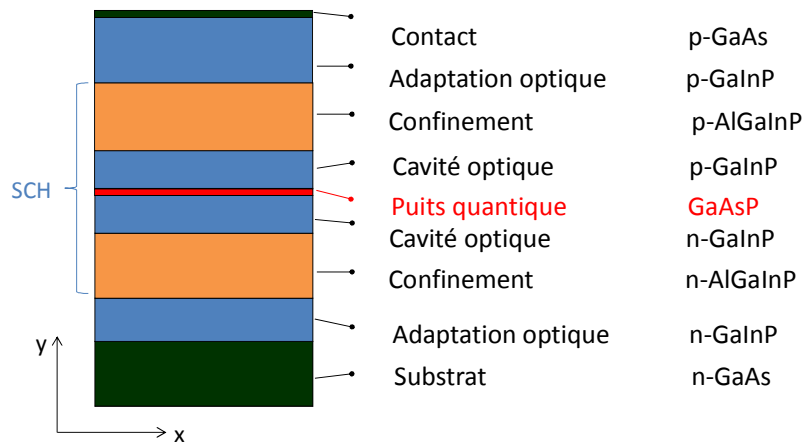 Contact p-GaAs
Adaptation optique p-GaInP
Confinement p-AlGaInP
Cavité optique p-GaInP
SCH
Puits quantique GaAsP
Cavité optique n-GaInP
Confinement n-AlGaInP
Adaptation optique n-GaInP
y
Substrat n-GaAs
x